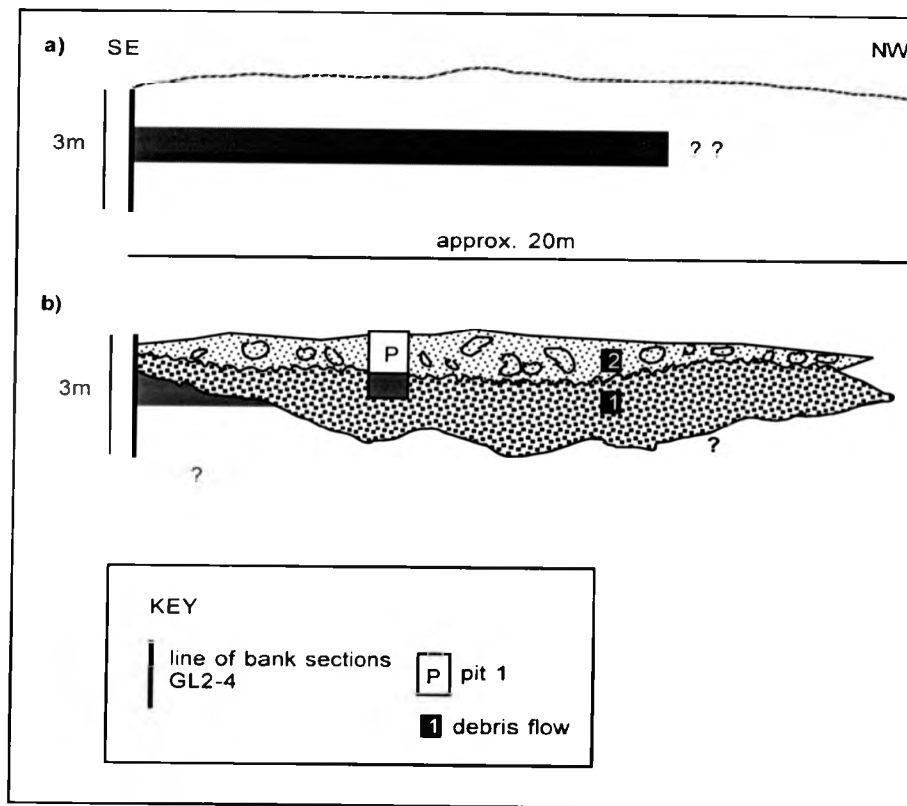 a) SE NW
3m
? ?
approx. 20m
b)
P 2
3m 1
?
?
KEY
line of bank sections
GL2-4
P pit 1
1 debris flow